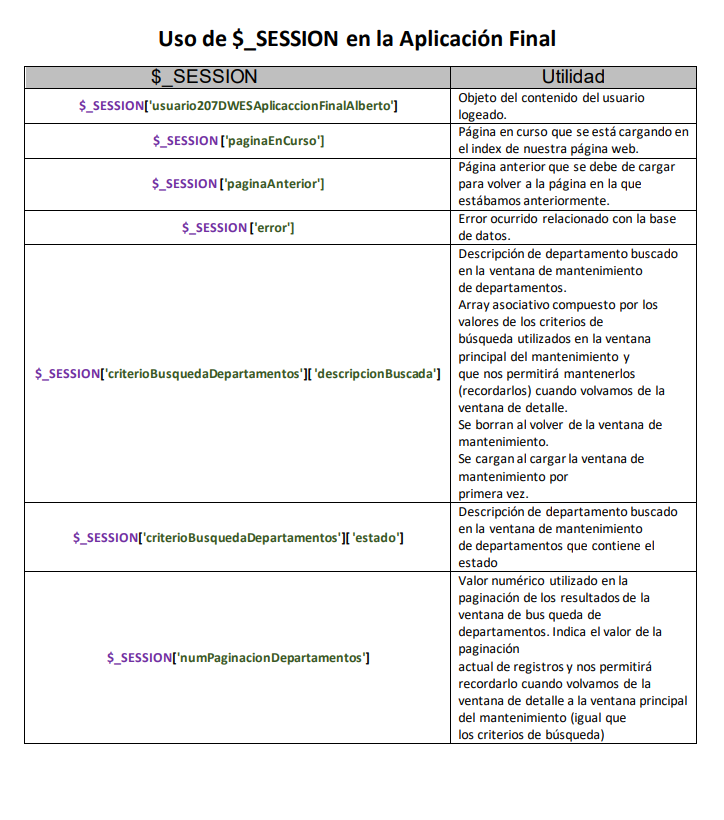 Uso de $_SESSION en la Aplicación Final
$_SESSION
Utilidad
$_SESSION['usuario207DWESAplicaccionFinalAlberto']
Objeto del contenido del usuario
logeado.
$_SESSION ['paginaEnCurso']
Página en curso que se está cargando en
el index de nuestra página web.
$_SESSION ['paginaAnterior']
Página anterior que se debe de cargar
para volver a la página en la que
estábamos anteriormente.
$_SESSION ['error']
Error ocurrido relacionado con la base
de datos.
$_SESSION['criterioBusquedaDepartamentos'][ 'descripcionBuscada']
Descripción de departamento buscado
en la ventana de mantenimiento
de departamentos.
Array asociativo compuesto por los
valores de los criterios de
búsqueda utilizados en la ventana
principal del mantenimiento y
que nos permitirá mantenerlos
(recordarlos) cuando volvamos de la
ventana de detalle.
Se borran al volver de la ventana de
mantenimiento.
Se cargan al cargar la ventana de
mantenimiento por
primera vez.
$_SESSION['criterioBusquedaDepartamentos'][ 'estado']
Descripción de departamento buscado
en la ventana de mantenimiento
de departamentos que contiene el
estado
$_SESSION['numPaginacionDepartamentos']
Valor numérico utilizado en la
paginación de los resultados de la
ventana de bus queda de
departamentos. Indica el valor de la
paginación
actual de registros y nos permitirá
recordarlo cuando volvamos de la
ventana de detalle a la ventana principal
del mantenimiento (igual que
los criterios de búsqueda)